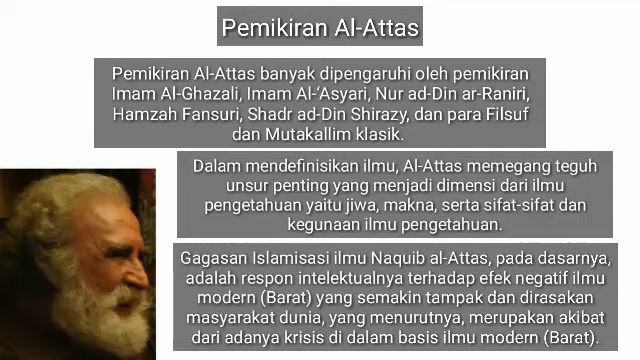 Pemikiran Al-Attas
Pemikiran Al-Attas banyak dipengaruhi oleh pemikiran
Imam Al-Ghazali, Imam Al-‘Asyari, Nur ad-Din ar-Raniri,
Hamzah Fansuri, Shadr ad-Din Shirazy, dan para Filsuf
dan Mutakallim klasik.
Dalam mendefinisikan ilmu, Al-Attas memegang teguh
unsur penting yang menjadi dimensi dari ilmu
pengetahuan yaitu jiwa, makna, serta sifat-sifat dan
kegunaan ilmu pengetahuan.
Gagasan Islamisasi ilmu Naquib al-Attas, pada dasarnya,
adalah respon intelektualnya terhadap efek negatif ilmu
modern (Barat) yang semakin tampak dan dirasakan
masyarakat dunia, yang menurutnya, merupakan akibat
dari adanya krisis di dalam basis ilmu modern (Barat).